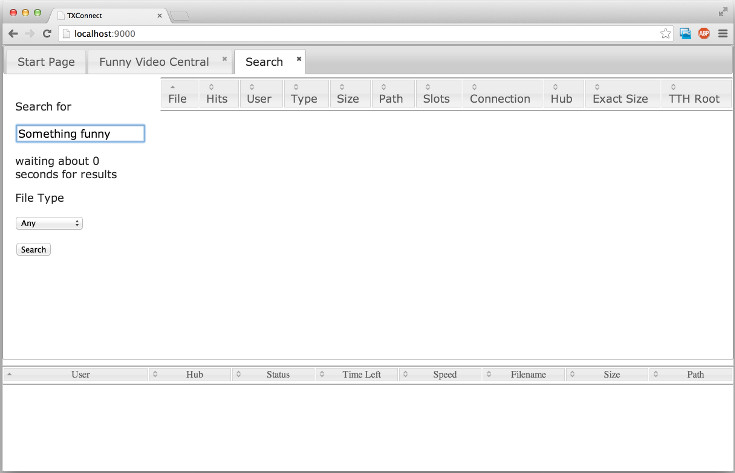 TXConnect
localhost:9000
ABP
Start Page Funny Video Central Search
Search for
Something funny
waiting about 0
seconds for results
File Type
Any
Search
File Hits User Type Size Path Slots Connection Hub Exact Size TTH Root
User Hub Status Time Left Speed Filename Size Path